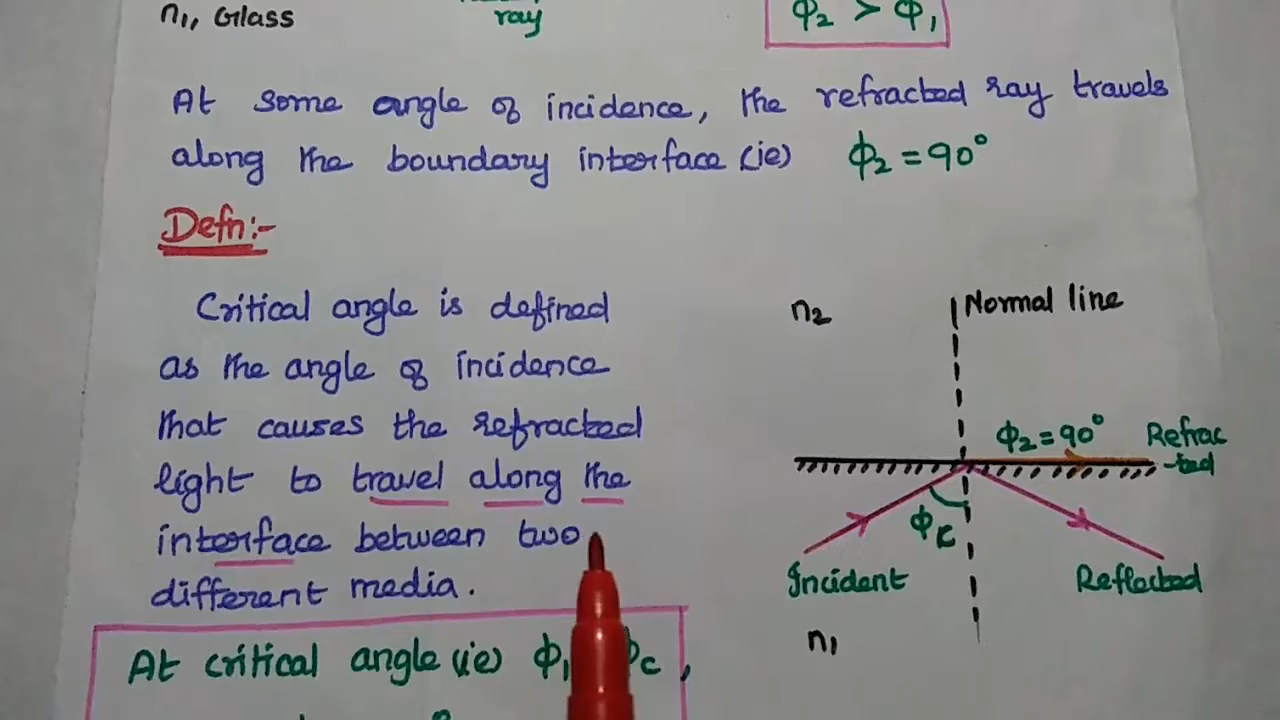 n₁, Glass
ray
ϕ₂ > ϕ₁
At some angle of incidence, the refracted ray travels
along the boundary interface (ie) ϕ₂ = 90°
Defn:-
Critical angle is defined
as the angle of incidence
that causes the refracted
light to travel along the
interface between two
different media.
n₂
Normal line
ϕ₂ = 90°
Refrac
-ted
ϕc
Incident
Reflected
n₁
At critical angle (ie) ϕ₁ ϕc,